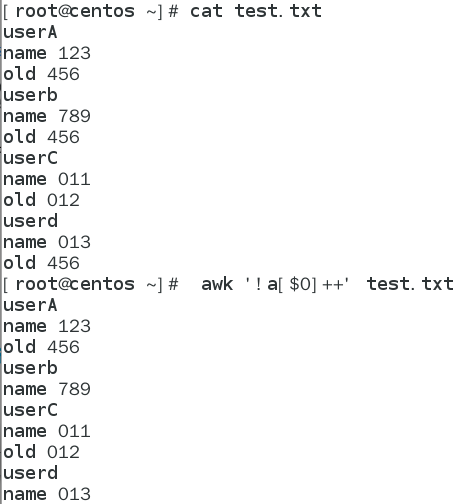 [root@centos ~]# cat test.txt
userA
name 123
old 456
userb
name 789
old 456
userC
name 011
old 012
userd
name 013
old 456
[root@centos ~]#  awk '!a[$0]++' test.txt
userA
name 123
old 456
userb
name 789
userC
name 011
old 012
userd
name 013